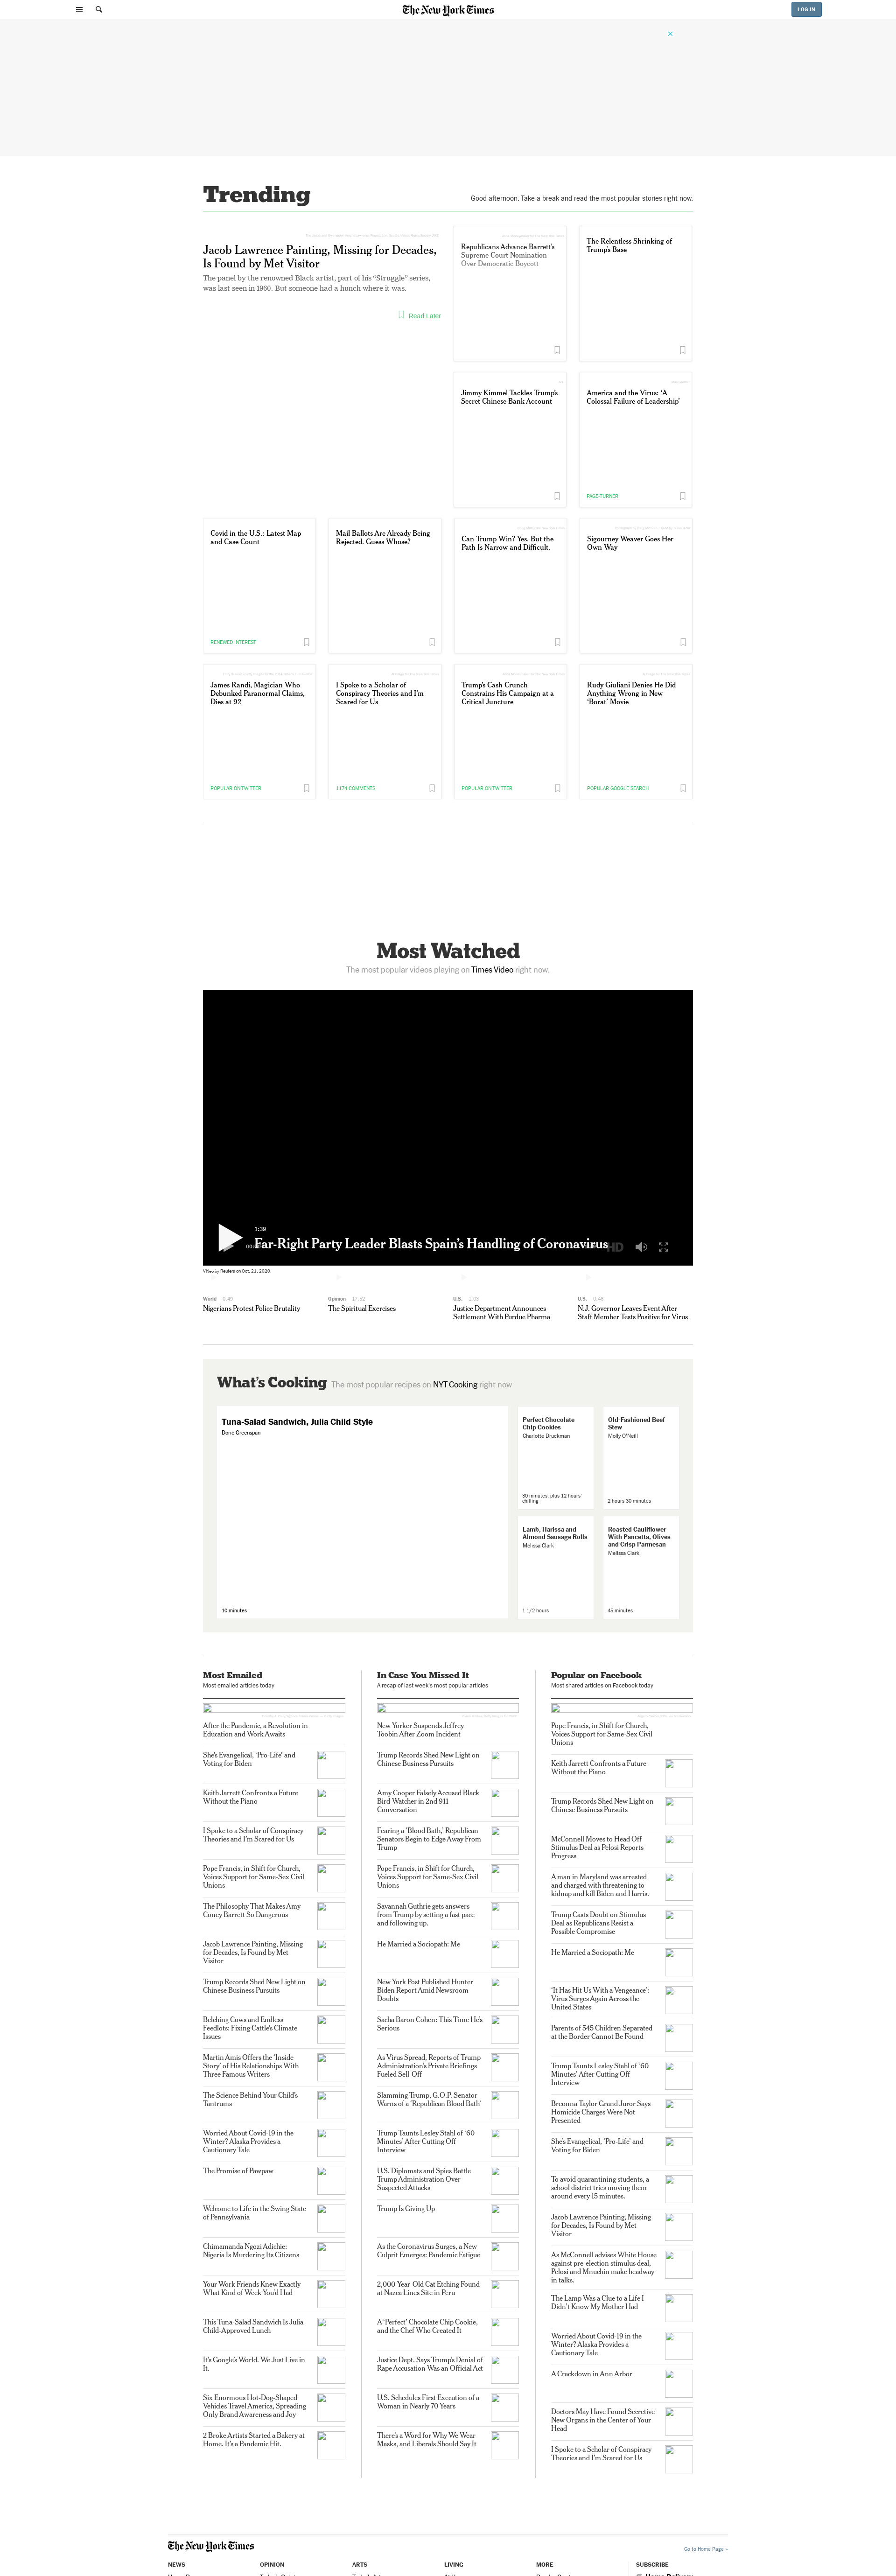 The New York Times
LOG IN
Trending
Good afternoon. Take a break and read the most popular stories right now.
Jacob Lawrence Painting, Missing for Decades,
Is Found by Met Visitor
The panel by the renowned Black artist, part of his “Struggle” series,
was last seen in 1960. But someone had a hunch where it was.
Read Later
Republicans Advance Barrett’s
Supreme Court Nomination
Over Democratic Boycott
The Relentless Shrinking of
Trump’s Base
Jimmy Kimmel Tackles Trump’s
Secret Chinese Bank Account
America and the Virus: ‘A
Colossal Failure of Leadership’
PAGE-TURNER
Covid in the U.S.: Latest Map
and Case Count
RENEWED INTEREST
Mail Ballots Are Already Being
Rejected. Guess Whose?
Can Trump Win? Yes. But the
Path Is Narrow and Difficult.
Sigourney Weaver Goes Her
Own Way
James Randi, Magician Who
Debunked Paranormal Claims,
Dies at 92
POPULAR ON TWITTER
I Spoke to a Scholar of
Conspiracy Theories and I’m
Scared for Us
1174 COMMENTS
Trump’s Cash Crunch
Constrains His Campaign at a
Critical Juncture
POPULAR ON TWITTER
Rudy Giuliani Denies He Did
Anything Wrong in New
‘Borat’ Movie
POPULAR GOOGLE SEARCH
Most Watched
The most popular videos playing on Times Video right now.
1:39
Far-Right Party Leader Blasts Spain’s Handling of Coronavirus
HD
Reuters on Oct. 21, 2020.
World 0:46
Nigerians Protest Police Brutality
Opinion 17:52
The Spiritual Exercises
U.S. 1:05
Justice Department Announces
Settlement With Purdue Pharma
U.S. 0:46
N.J. Governor Leaves Event After
Staff Member Tests Positive for Virus
What’s Cooking The most popular recipes on NYT Cooking right now
Tuna-Salad Sandwich, Julia Child Style
Dorie Greenspan
10 minutes
Perfect Chocolate
Chip Cookies
Charlotte Druckman
30 minutes, plus 12 hours’
chilling
Old-Fashioned Beef
Stew
Molly O’Neill
2 hours 30 minutes
Lamb, Harissa and
Almond Sausage Rolls
Melissa Clark
1 1/2 hours
Roasted Cauliflower
With Pancetta, Olives
and Crisp Parmesan
Melissa Clark
45 minutes
Most Emailed
Most emailed articles today
After the Pandemic, a Revolution in
Education and Work Awaits
She’s Evangelical, ‘Pro-Life’ and
Voting for Biden
Keith Jarrett Confronts a Future
Without the Piano
I Spoke to a Scholar of Conspiracy
Theories and I’m Scared for Us
Pope Francis, in Shift for Church,
Voices Support for Same-Sex Civil
Unions
The Philosophy That Makes Amy
Coney Barrett So Dangerous
Jacob Lawrence Painting, Missing
for Decades, Is Found by Met
Visitor
Trump Records Shed New Light on
Chinese Business Pursuits
Belching Cows and Endless
Feedlots: Fixing Cattle’s Climate
Issues
Martin Amis Offers the ‘Inside
Story’ of His Relationships With
Three Famous Writers
The Science Behind Your Child’s
Tantrums
Worried About Covid-19 in the
Winter? Alaska Provides a
Cautionary Tale
The Promise of Pawpaw
Welcome to Life in the Swing State
of Pennsylvania
Chimamanda Ngozi Adichie:
Nigeria Is Murdering Its Citizens
Your Work Friends Knew Exactly
What Kind of Week You’d Had
This Tuna-Salad Sandwich Is Julia
Child-Approved Lunch
It’s Google’s World. We Just Live in
It.
Six Enormous Hot-Dog-Shaped
Vehicles Travel America, Spreading
Only Brand Awareness and Joy
2 Broke Artists Started a Bakery at
Home. It’s a Pandemic Hit.
In Case You Missed It
A recap of last week’s most popular articles
New Yorker Suspends Jeffrey
Toobin After Zoom Incident
Trump Records Shed New Light on
Chinese Business Pursuits
Amy Cooper Falsely Accused Black
Bird-Watcher in 2nd 911
Conversation
Fearing a ‘Blood Bath,’ Republican
Senators Begin to Edge Away From
Trump
Pope Francis, in Shift for Church,
Voices Support for Same-Sex Civil
Unions
Savannah Guthrie gets answers
from Trump by setting a fast pace
and following up.
He Married a Sociopath: Me
New York Post Published Hunter
Biden Report Amid Newsroom
Doubts
Sacha Baron Cohen: This Time He’s
Serious
As Virus Spread, Reports of Trump
Administration’s Private Briefings
Fueled Sell-Off
Slamming Trump, G.O.P. Senator
Warns of a ‘Republican Blood Bath’
Trump Taunts Lesley Stahl of ‘60
Minutes’ After Cutting Off
Interview
U.S. Diplomats and Spies Battle
Trump Administration Over
Suspected Attacks
Trump Is Giving Up
As the Coronavirus Surges, a New
Culprit Emerges: Pandemic Fatigue
2,000-Year-Old Cat Etching Found
at Nazca Lines Site in Peru
A ‘Perfect’ Chocolate Chip Cookie,
and the Chef Who Created It
Justice Dept. Says Trump’s Denial of
Rape Accusation Was an Official Act
U.S. Schedules First Execution of a
Woman in Nearly 70 Years
There’s a Word for Why We Wear
Masks, and Liberals Should Say It
Popular on Facebook
Most shared articles on Facebook today
Pope Francis, in Shift for Church,
Voices Support for Same-Sex Civil
Unions
Keith Jarrett Confronts a Future
Without the Piano
Trump Records Shed New Light on
Chinese Business Pursuits
McConnell Moves to Head Off
Stimulus Deal as Pelosi Reports
Progress
A man in Maryland was arrested
and charged with threatening to
kidnap and kill Biden and Harris.
Trump Casts Doubt on Stimulus
Deal as Republicans Resist a
Possible Compromise
He Married a Sociopath: Me
‘It Has Hit Us With a Vengeance’:
Virus Surges Again Across the
United States
Parents of 545 Children Separated
at the Border Cannot Be Found
Trump Taunts Lesley Stahl of ‘60
Minutes’ After Cutting Off
Interview
Breonna Taylor Grand Juror Says
Homicide Charges Were Not
Presented
She’s Evangelical, ‘Pro-Life’ and
Voting for Biden
To avoid quarantining students, a
school district tries moving them
around every 15 minutes.
Jacob Lawrence Painting, Missing
for Decades, Is Found by Met
Visitor
As McConnell advises White House
against pre-election stimulus deal,
Pelosi and Mnuchin make headway
in talks.
The Lamp Was a Clue to a Life I
Didn’t Know My Mother Had
Worried About Covid-19 in the
Winter? Alaska Provides a
Cautionary Tale
A Crackdown in Ann Arbor
Doctors May Have Found Secretive
New Organs in the Center of Your
Head
I Spoke to a Scholar of Conspiracy
Theories and I’m Scared for Us
The New York Times
Go to Home Page »
NEWS
OPINION
ARTS
LIVING
MORE
SUBSCRIBE